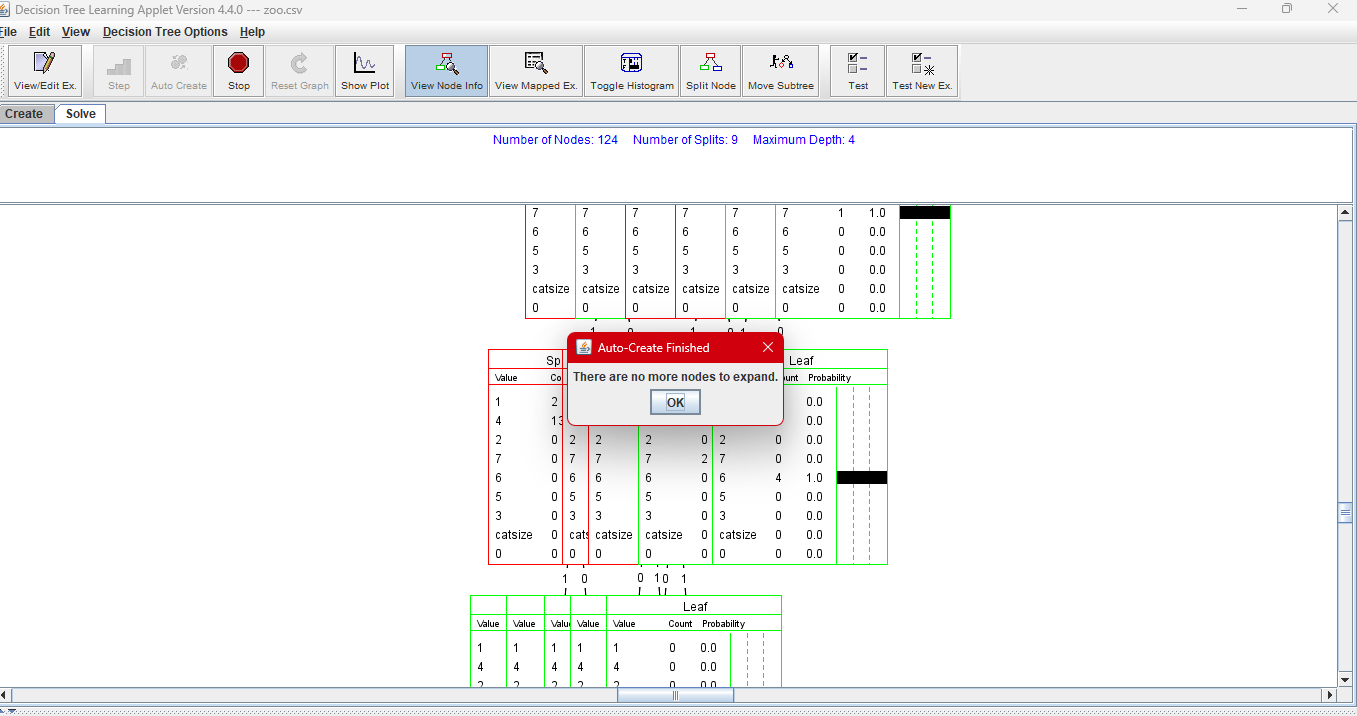 Decision Tree Learning Applet Version 4.4.0 --- zoo.csv
File Edit View Decision Tree Options Help
View/Edit Ex. Step Auto Create Stop Reset Graph Show Plot View Node Info View Mapped Ex. Toggle Histogram Split Node Move Subtree Test Test New Ex.
Create Solve
Number of Nodes: 124 Number of Splits: 9 Maximum Depth: 4
7 7 7 7 7 7 1 1.0
6 6 6 6 6 6 0 0.0
5 5 5 5 5 5 0 0.0
3 3 3 3 3 3 0 0.0
catsize catsize catsize catsize catsize catsize 0 0.0
0 0 0 0 0 0 0 0.0
Auto-Create Finished
There are no more nodes to expand.
OK
Leaf
Value Probability
1 2 0.0
4 13 0.0
2 0 2 2 2 0 2 0 0.0
7 0 7 7 7 2 7 0 0.0
6 0 6 6 6 0 6 4 1.0
5 0 5 5 5 0 5 0 0.0
3 0 3 3 3 0 3 0 0.0
catsize 0 cats catsize catsize 0 catsize 0 0.0
0 0 0 0 0 0 0 0 0.0
1 0 0 1 0 1
Leaf
Value Value Valu Value Value Count Probability
1 1 1 1 1 0 0.0
4 4 4 4 4 0 0.0
2 2 2 2 2 0 0.0